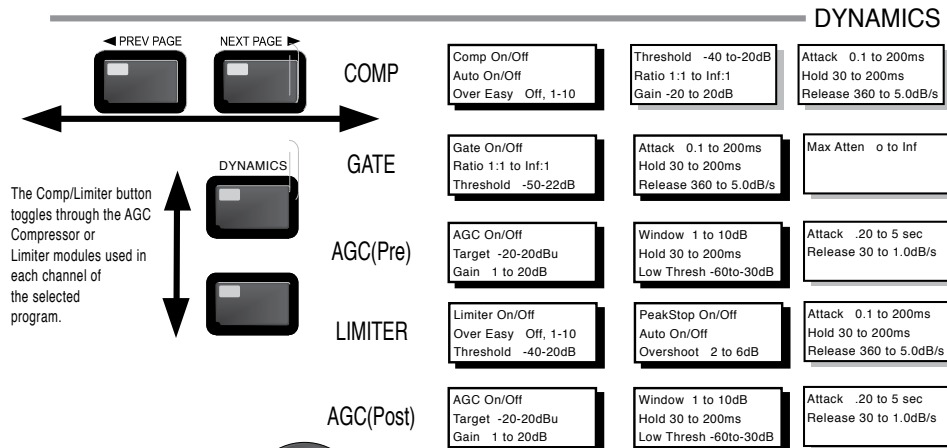 DYNAMICS
◄ PREV PAGE NEXT PAGE ►
COMP
Comp On/Off
Auto On/Off
Over Easy Off, 1-10
Threshold -40 to-20dB
Ratio 1:1 to Inf:1
Gain -20 to 20dB
Attack 0.1 to 200ms
Hold 30 to 200ms
Release 360 to 5.0dB/s
DYNAMICS
The Comp/Limiter button
toggles through the AGC
Compressor or
Limiter modules used in
each channel of
the selected
program.
GATE
Gate On/Off
Ratio 1:1 to Inf:1
Threshold -50-22dB
Attack 0.1 to 200ms
Hold 30 to 200ms
Release 360 to 5.0dB/s
Max Atten o to Inf
AGC(Pre)
AGC On/Off
Target -20-20dBu
Gain 1 to 20dB
Window 1 to 10dB
Hold 30 to 200ms
Low Thresh -60to-30dB
Attack .20 to 5 sec
Release 30 to 1.0dB/s
LIMITER
Limiter On/Off
Over Easy Off, 1-10
Threshold -40-20dB
PeakStop On/Off
Auto On/Off
Overshoot 2 to 6dB
Attack 0.1 to 200ms
Hold 30 to 200ms
Release 360 to 5.0dB/s
AGC(Post)
AGC On/Off
Target -20-20dBu
Gain 1 to 20dB
Window 1 to 10dB
Hold 30 to 200ms
Low Thresh -60to-30dB
Attack .20 to 5 sec
Release 30 to 1.0dB/s